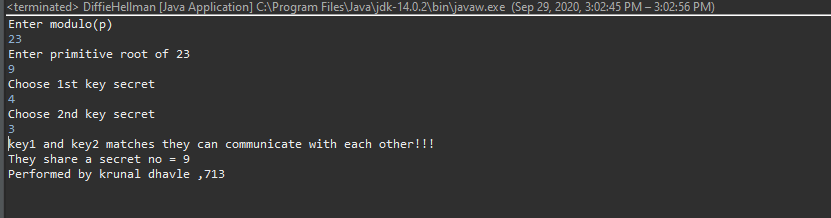 <terminated> DiffieHellman [Java Application] C:\Program Files\Java\jdk-14.0.2\bin\javaw.exe (Sep 29, 2020, 3:02:45 PM – 3:02:56 PM)
Enter modulo(p)
23
Enter primitive root of 23
9
Choose 1st key secret
4
Choose 2nd key secret
3
key1 and key2 matches they can communicate with each other!!!
They share a secret no = 9
Performed by krunal dhavle ,713